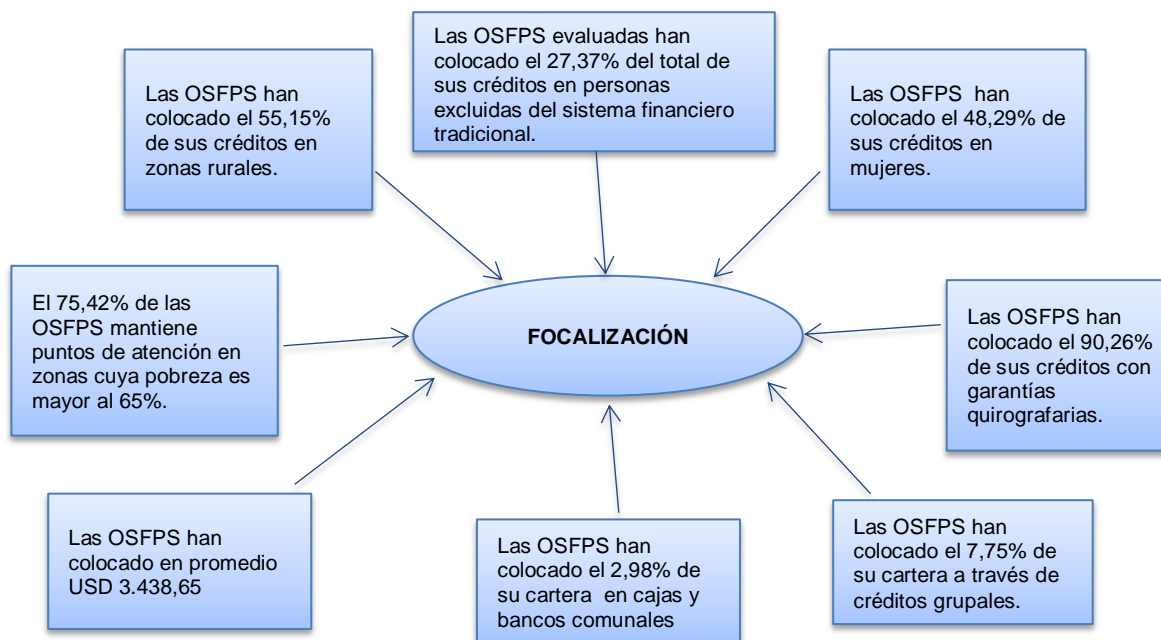 Las OSFPS evaluadas han
colocado el 27,37% del total de
sus créditos en personas
excluidas del sistema financiero
tradicional.
Las OSFPS han
colocado el 55,15%
de sus créditos en
zonas rurales.
Las OSFPS han
colocado el 48,29% de
sus créditos en
mujeres.
El 75,42% de las
OSFPS mantiene
puntos de atención en
zonas cuya pobreza es
mayor al 65%.
FOCALIZACIÓN
Las OSFPS han
colocado el 90,26%
de sus créditos con
garantías
quirografarias.
Las OSFPS han
colocado en promedio
USD 3.438,65
Las OSFPS han
colocado el 2,98% de
su cartera en cajas y
bancos comunales
Las OSFPS han
colocado el 7,75% de
su cartera a través de
créditos grupales.